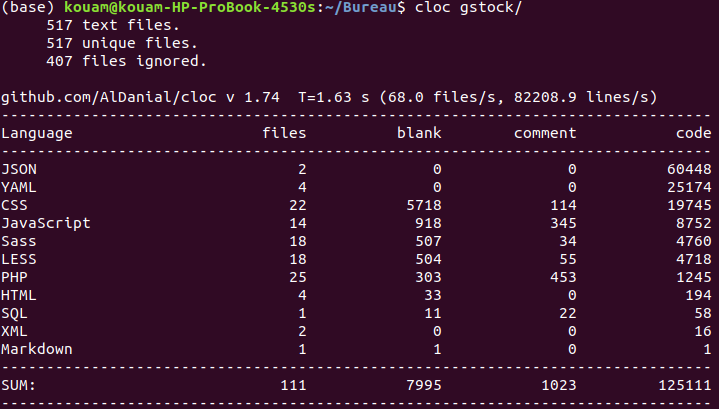 (base) kouam@kouam-HP-ProBook-4530s:~/Bureau$ cloc gstock/
     517 text files.
     517 unique files.
     407 files ignored.

github.com/AlDanial/cloc v 1.74  T=1.63 s (68.0 files/s, 82208.9 lines/s)
-------------------------------------------------------------------------------
Language                     files          blank        comment           code
-------------------------------------------------------------------------------
JSON                             2              0              0          60448
YAML                             4              0              0          25174
CSS                             22           5718            114          19745
JavaScript                      14            918            345           8752
Sass                            18            507             34           4760
LESS                            18            504             55           4718
PHP                             25            303            453           1245
HTML                             4             33              0            194
SQL                              1             11             22             58
XML                              2              0              0             16
Markdown                         1              1              0              1
-------------------------------------------------------------------------------
SUM:                           111           7995           1023         125111
-------------------------------------------------------------------------------